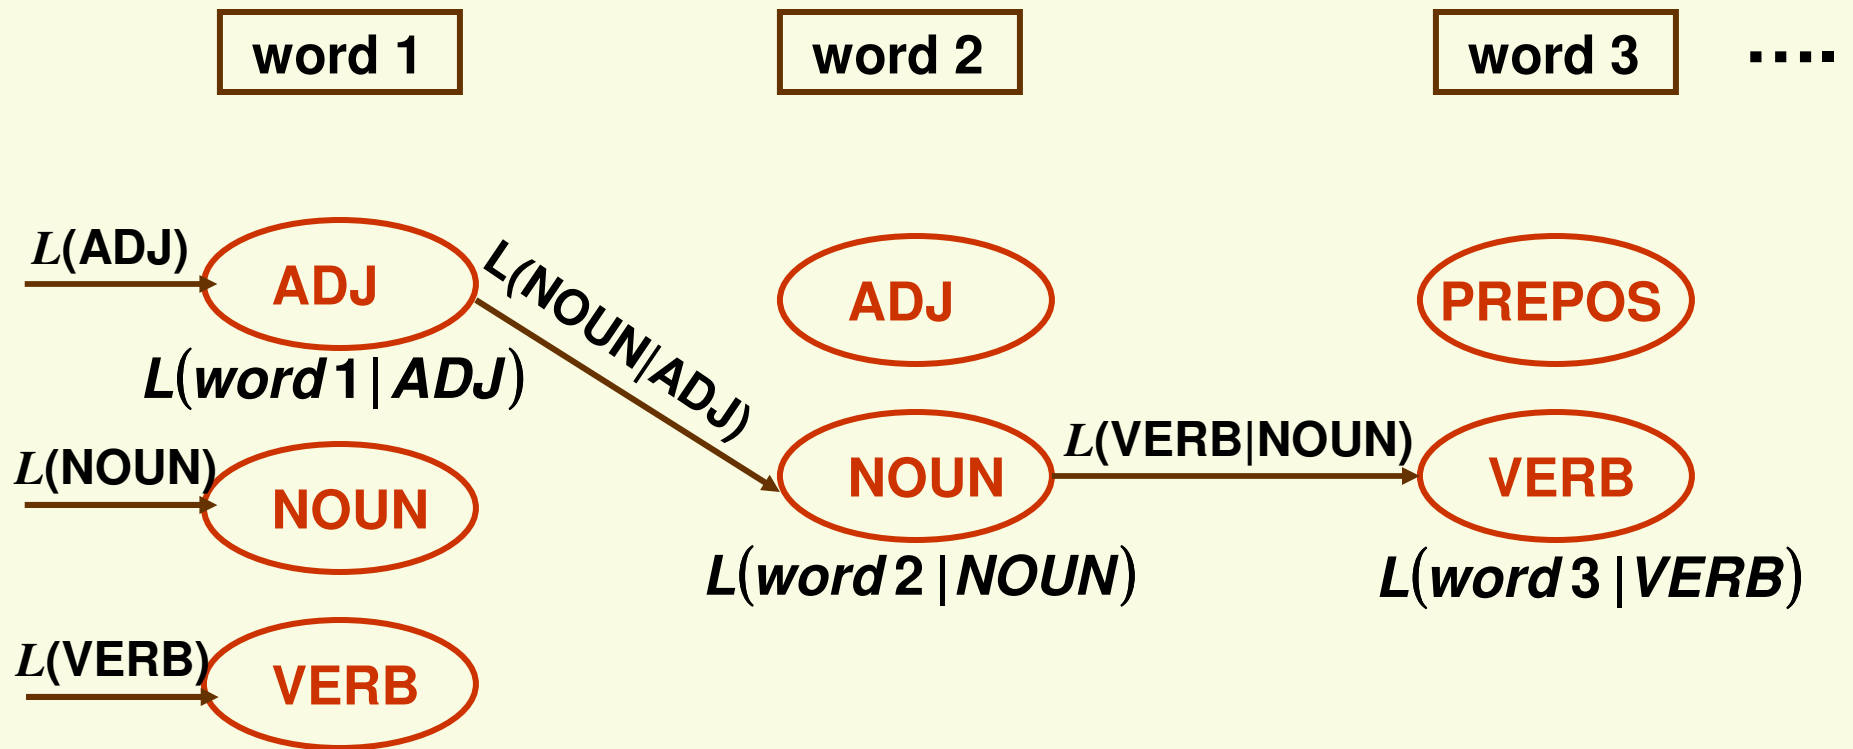 word 1 word 2 word 3 ....
L(ADJ)
ADJ
L(NOUN|ADJ)
ADJ
PREPOS
L(word 1 | ADJ)
L(NOUN)
NOUN
NOUN
L(VERB|NOUN)
VERB
L(word 2 | NOUN)
L(word 3 | VERB)
L(VERB)
VERB